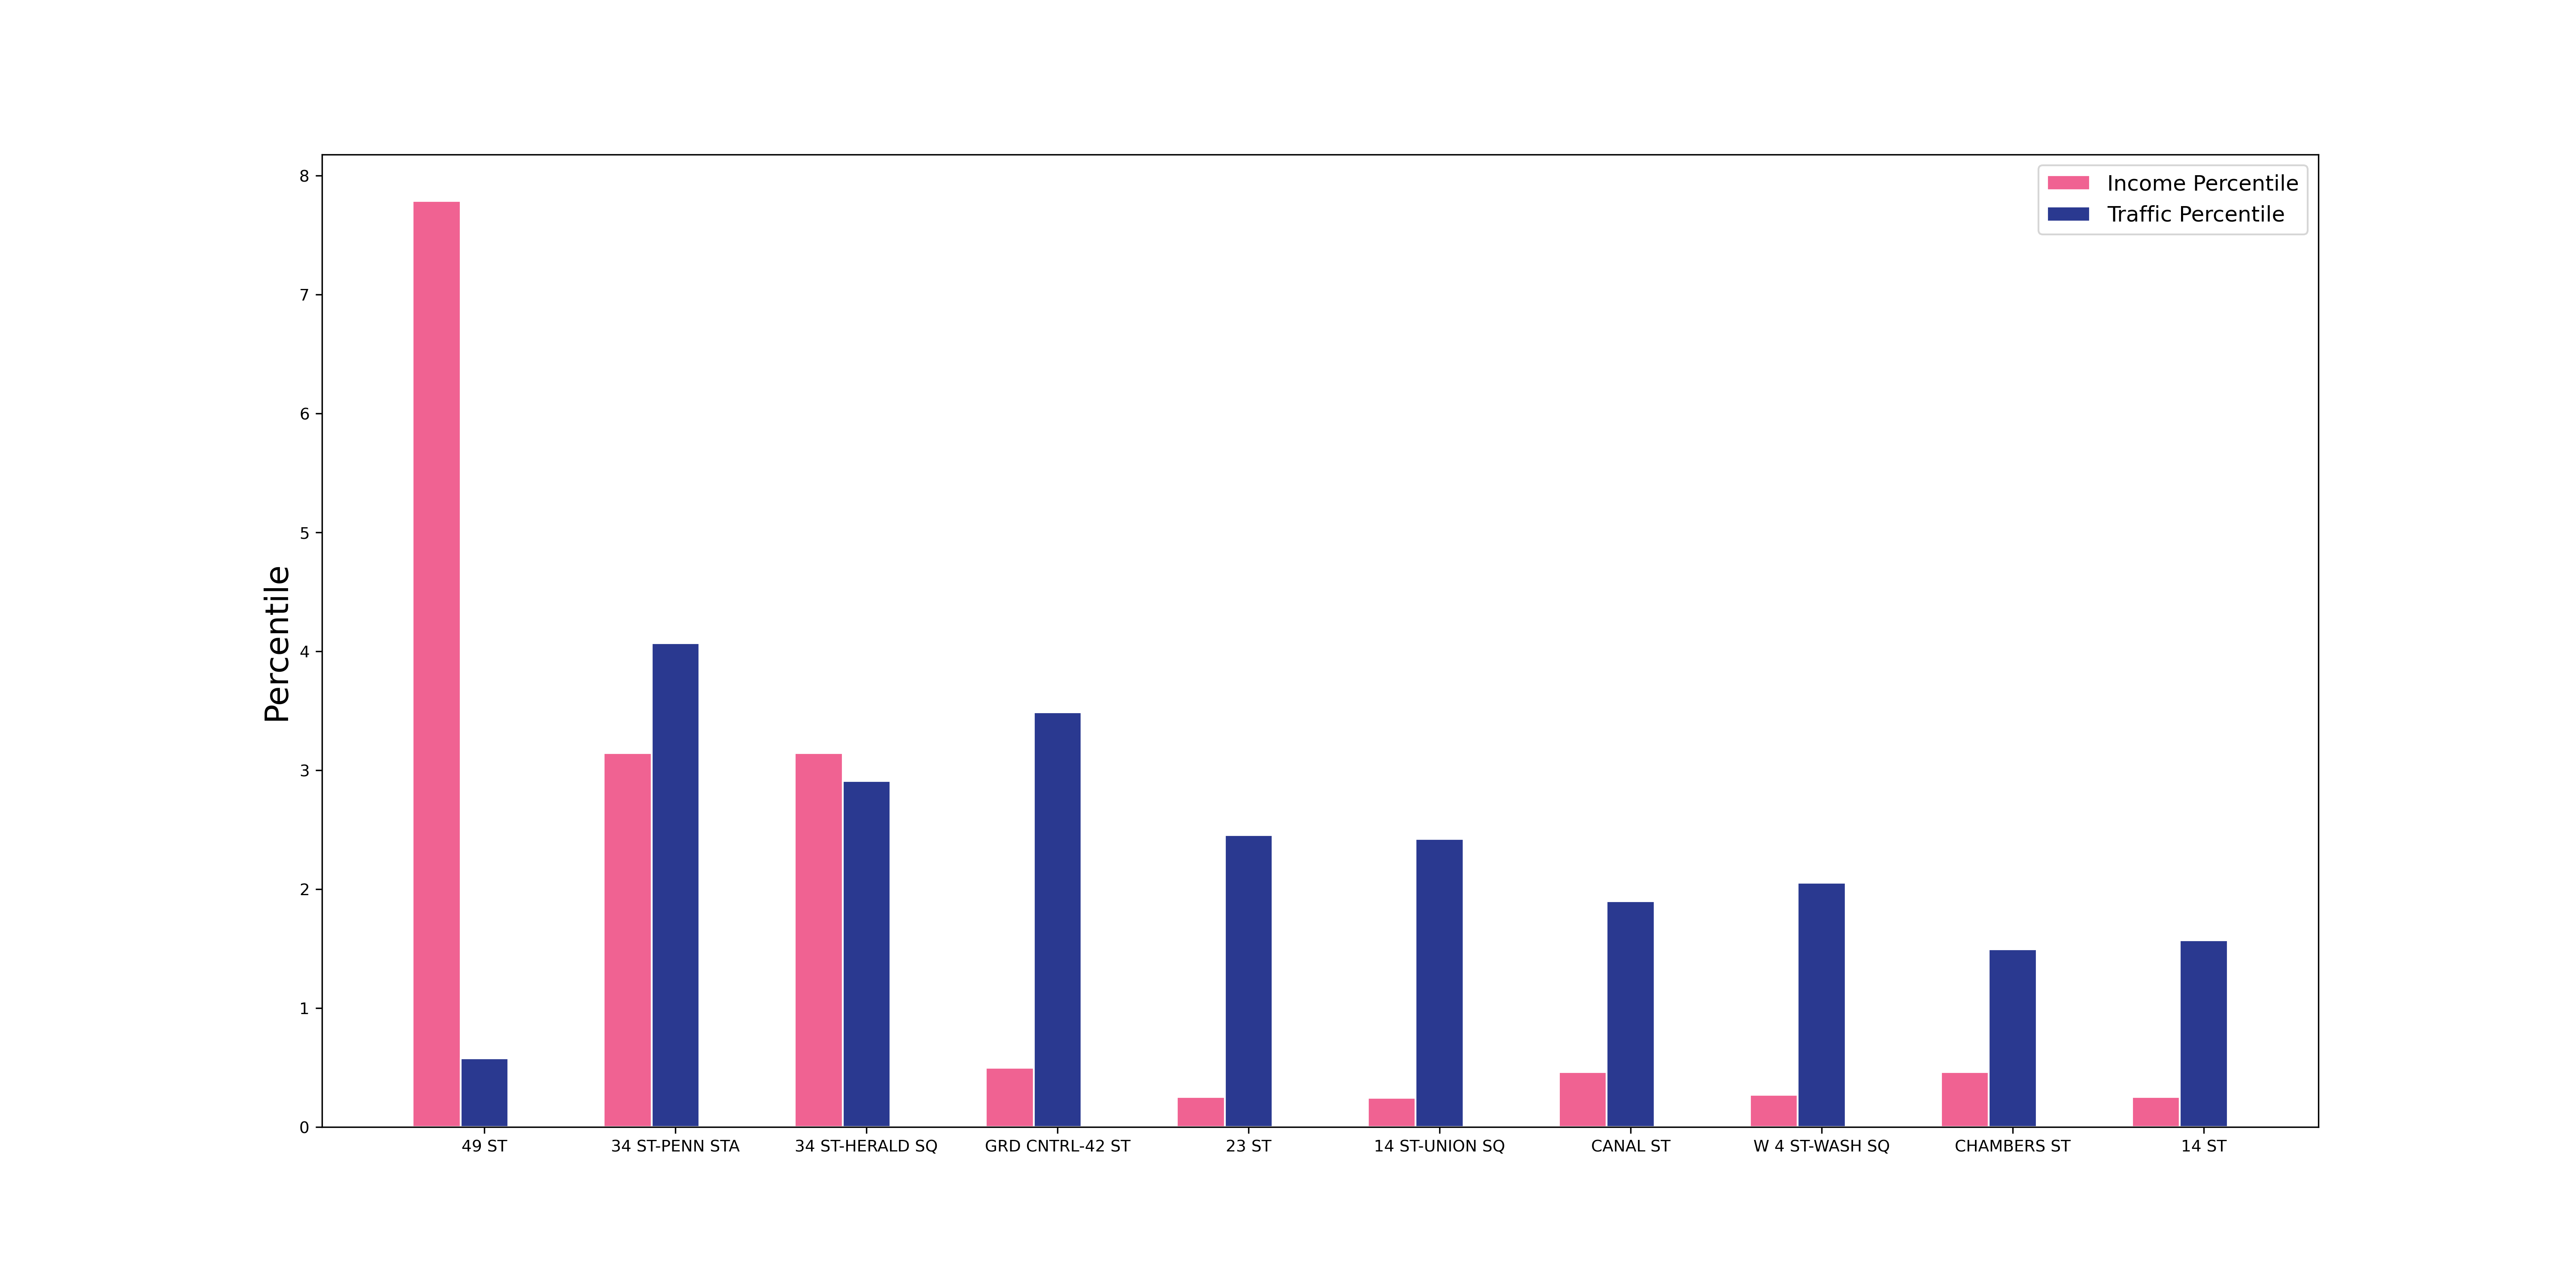 Percentile
8
7
6
5
4
3
2
1
0
Income Percentile
Traffic Percentile
49 ST
34 ST-PENN STA
34 ST-HERALD SQ
GRD CNTRL-42 ST
23 ST
14 ST-UNION SQ
CANAL ST
W 4 ST-WASH SQ
CHAMBERS ST
14 ST